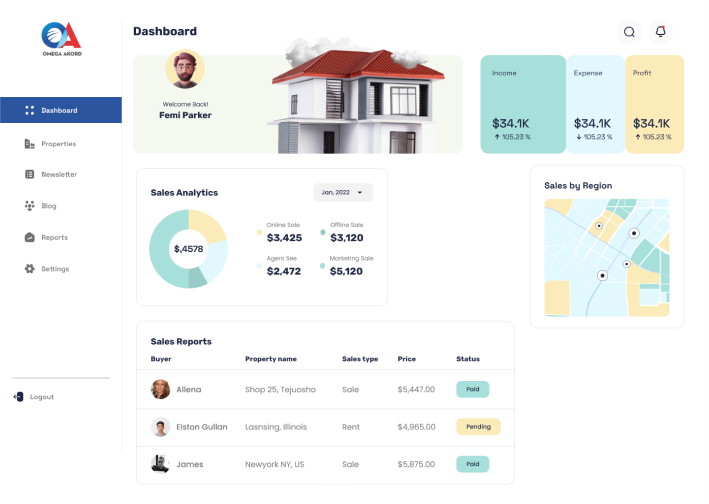 OMEGA AKORD
Dashboard
Dashboard
Properties
Newsletter
Blog
Reports
Settings
Logout
Welcome Back!
Femi Parker
Income
$34.1K
105.23 %
Expense
$34.1K
105.23 %
Profit
$34.1K
105.23 %
Sales Analytics
Jan, 2022
$,4578
Online Sale
$3,425
Offline Sale
$3,120
Agent See
$2,472
Marketing Sale
$5,120
Sales by Region
Sales Reports
Buyer Property name Sales type Price Status
Allena Shop 25, Tejuosho Sale $5,447.00 Paid
Elston Gullan Lasnsing, Illinois Rent $4,965.00 Pending
James Newyork NY, US Sale $5,875.00 Paid